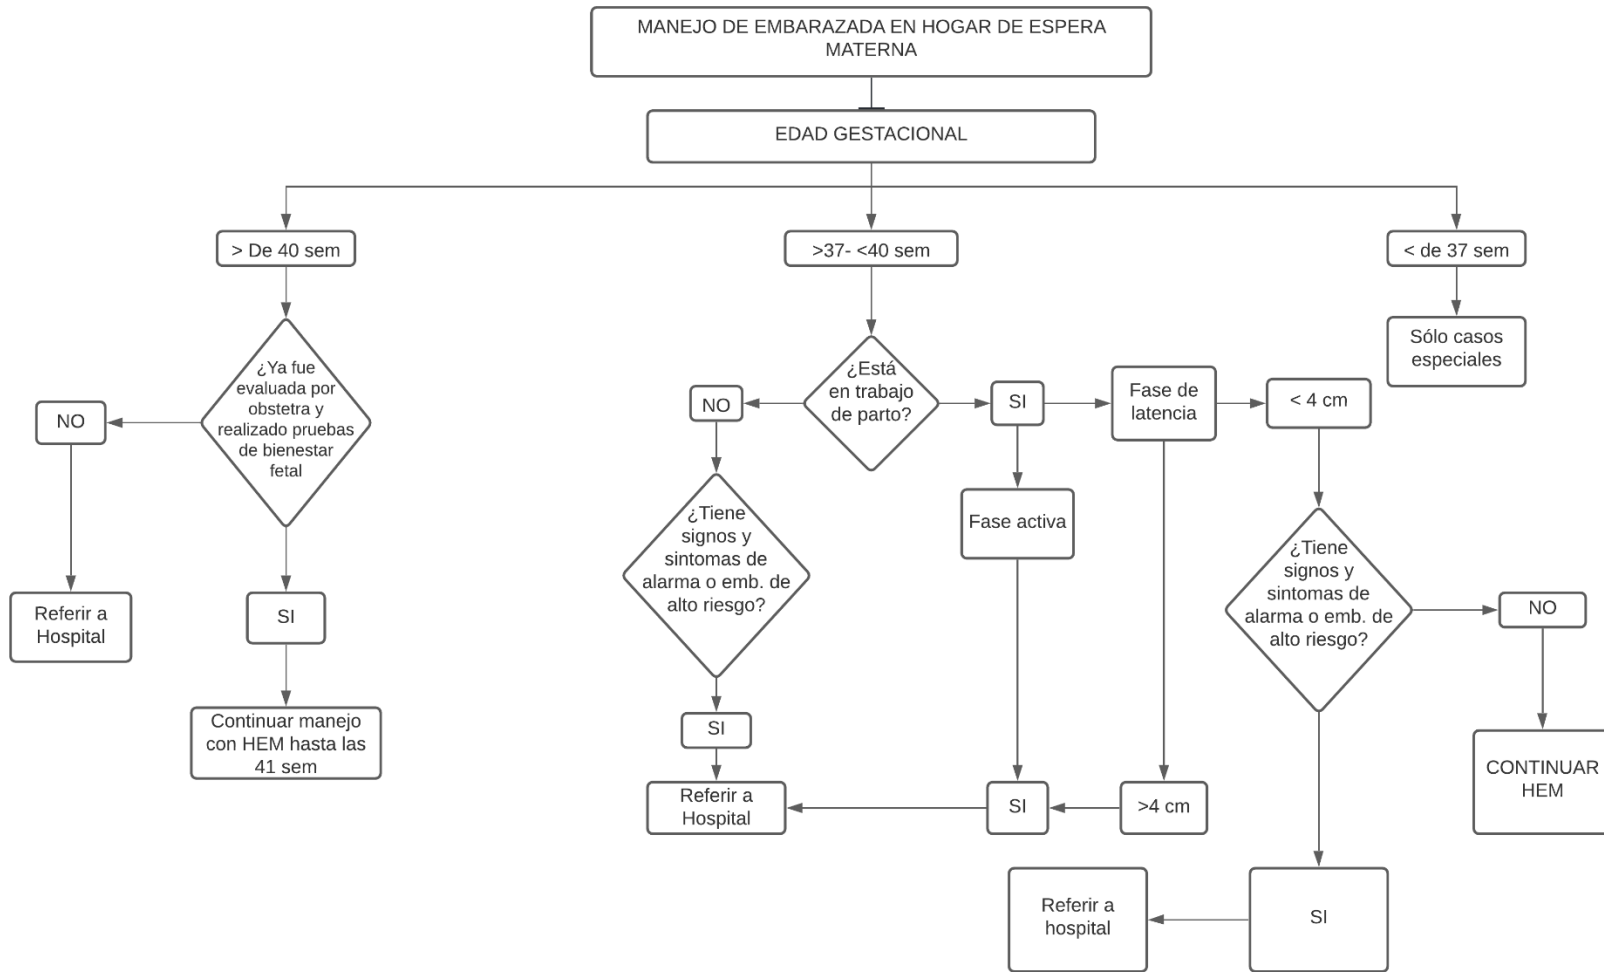 MANEJO DE EMBARAZADA EN HOGAR DE ESPERA
MATERNA
EDAD GESTACIONAL
> De 40 sem
>37- <40 sem
< de 37 sem
¿Ya fue
evaluada por
obstetra y
realizado pruebas
de bienestar
fetal
NO
Referir a
Hospital
SI
Continuar manejo
con HEM hasta las
41 sem
¿Está
en trabajo
de parto?
NO
¿Tiene
signos y
sintomas de
alarma o emb. de
alto riesgo?
SI
Referir a
Hospital
SI
Fase activa
SI
Fase de
latencia
>4 cm
< 4 cm
¿Tiene
signos y
sintomas de
alarma o emb. de
alto riesgo?
NO
CONTINUAR
HEM
SI
Referir a
hospital
Sólo casos
especiales